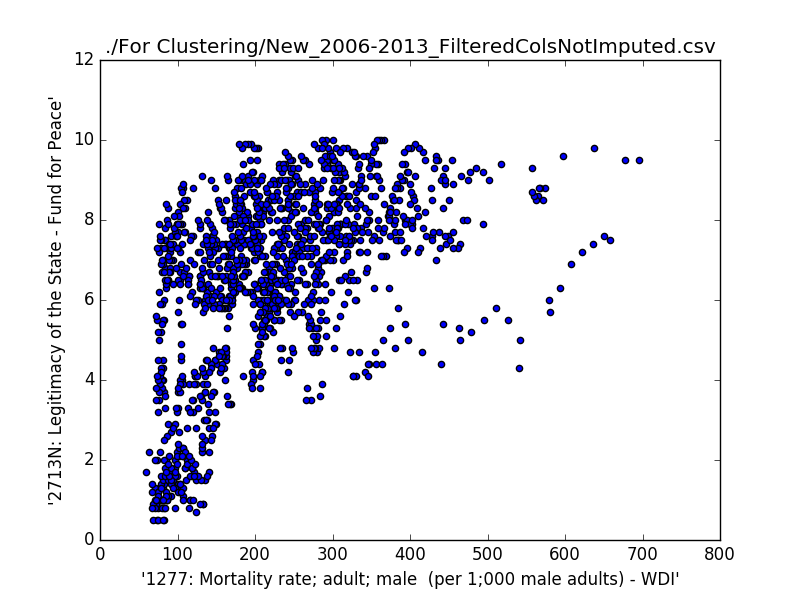 ./For Clustering/New_2006-2013_FilteredColsNotImputed.csv
12
10
8
6
4
2
0
'2713N: Legitimacy of the State - Fund for Peace'
0 100 200 300 400 500 600 700 800
'1277: Mortality rate; adult; male  (per 1;000 male adults) - WDI'